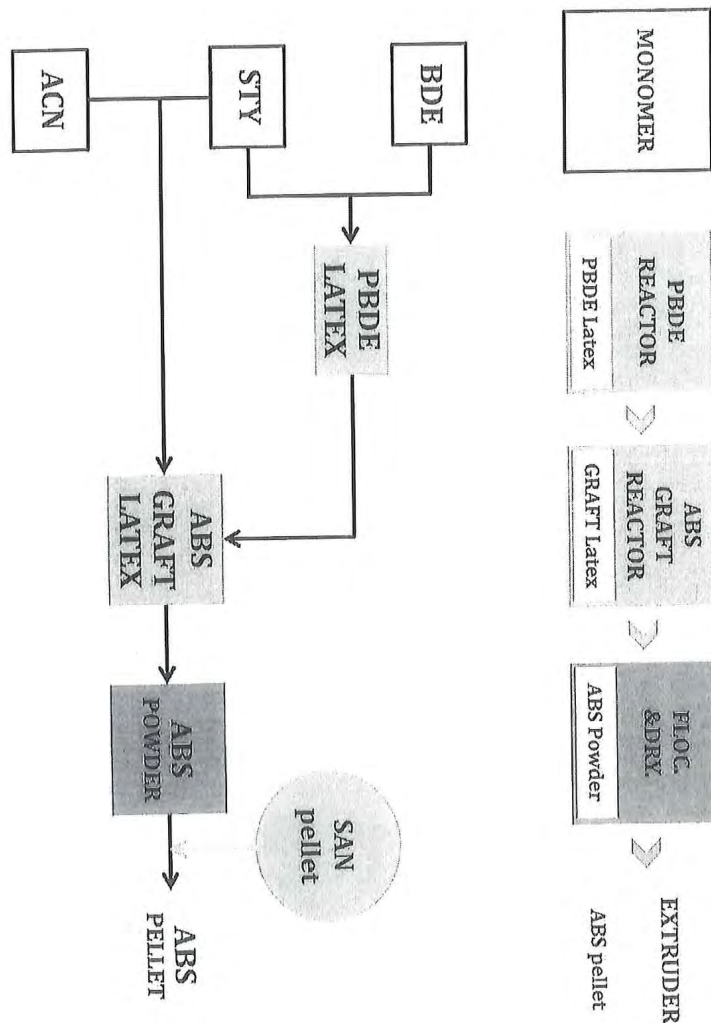 MONOMER
PBDE
REACTOR
PBDE Latex
ABS
GRAFT
REACTOR
GRAFT Latex
FLOC.
&DRY.
ABS Powder
EXTRUDER
ABS pellet
BDE
STY
ACN
PBDE
LATEX
ABS
GRAFT
LATEX
ABS
POWDER
SAN
pellet
ABS
PELLET